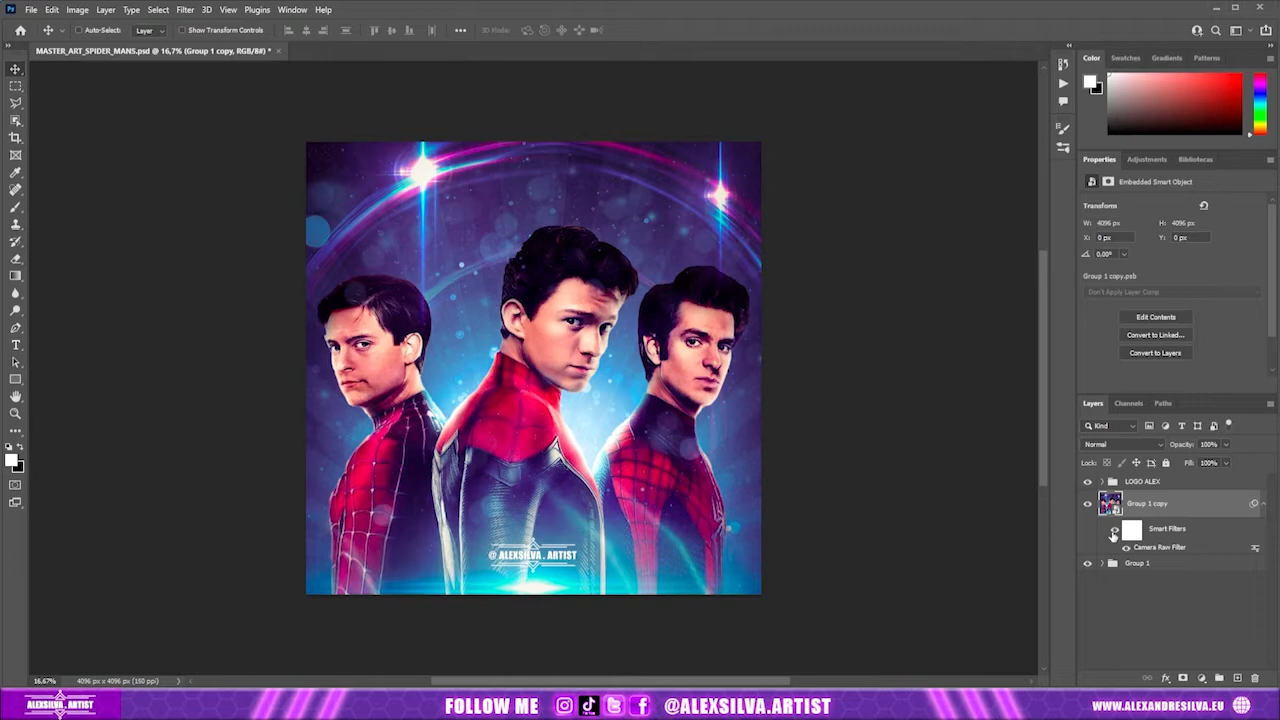 Ps File Edit Image Layer Type Select Filter 3D View Plugins Window Help
Auto-Select: Layer Show Transform Controls 3D Mode:
MASTER_ART_SPIDER_MANS.psd @ 16,7% (Group 1 copy, RGB/8#) *
Color Swatches Gradients Patterns
Properties Adjustments Bibliotecas
Embedded Smart Object
Transform
W: 4096 px H: 4096 px
X: 0 px Y: 0 px
0,00°
Group 1 copy.psb
Don't Apply Layer Comp
Edit Contents
Convert to Linked...
Convert to Layers
Layers Channels Paths
Kind
Normal Opacity: 100%
Lock: Fill: 100%
LOGO ALEX
Group 1 copy
Smart Filters
Camera Raw Filter
Group 1
@ALEXSILVA.ARTIST
16,67% 4096 px x 4096 px (150 ppi)
ALEXSILVA.ARTIST
FOLLOW ME @ALEXSILVA.ARTIST
WWW.ALEXANDRESILVA.EU